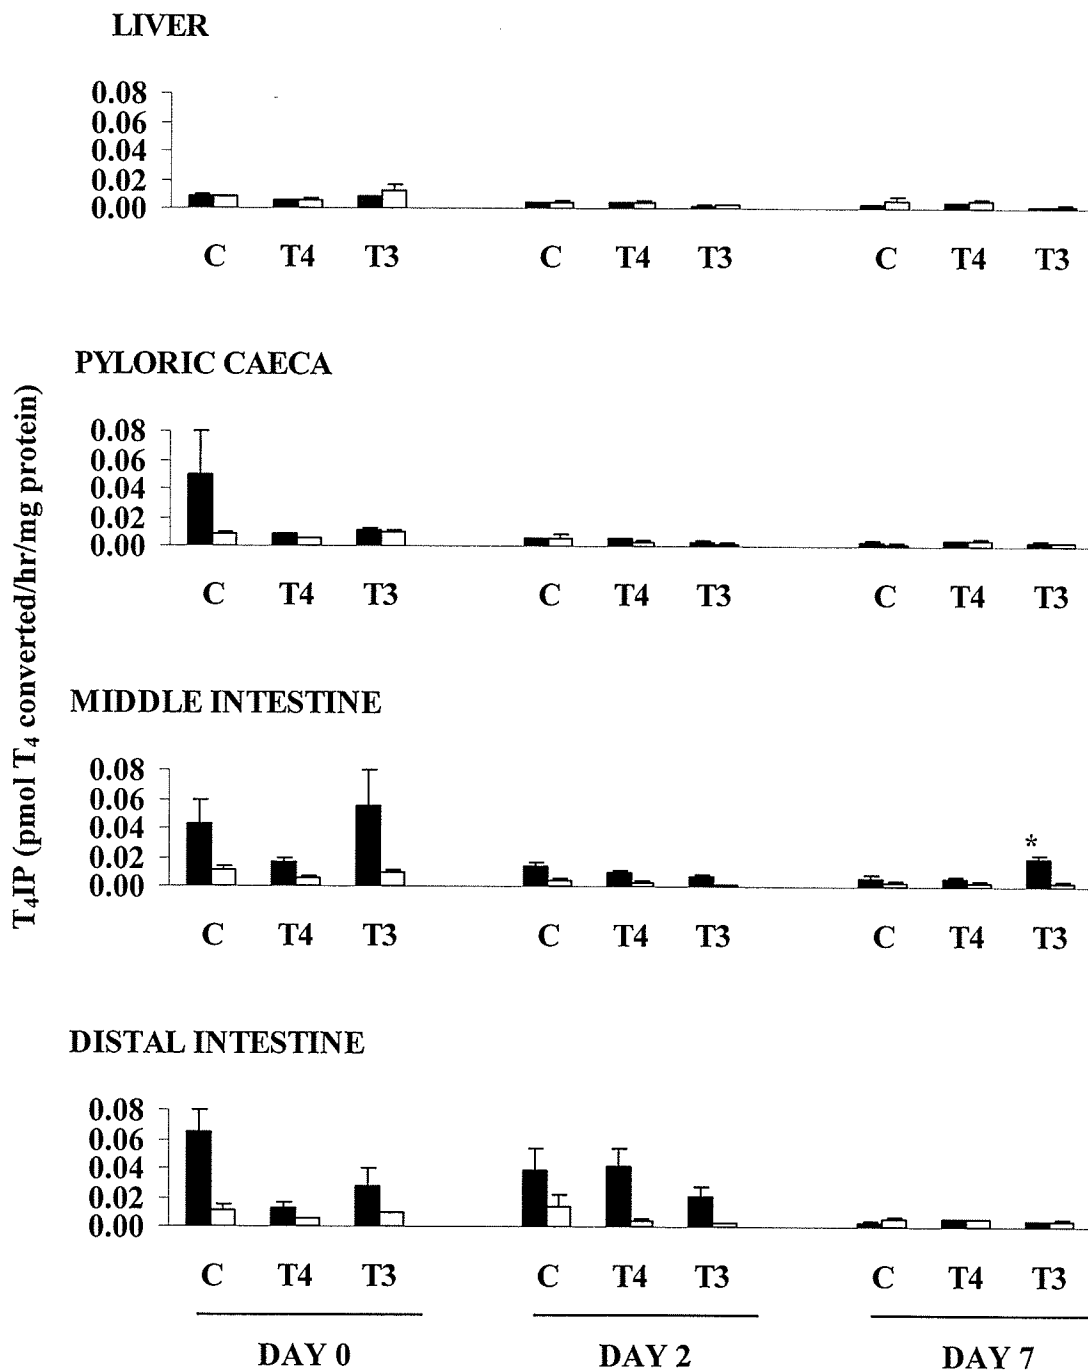 LIVER
0.08
0.06
0.04
0.02
0.00
C T4 T3 C T4 T3 C T4 T3
PYLORIC CAECA
0.08
0.06
0.04
0.02
0.00
C T4 T3 C T4 T3 C T4 T3
MIDDLE INTESTINE
0.08
0.06
0.04
0.02
0.00
*
C T4 T3 C T4 T3 C T4 T3
DISTAL INTESTINE
0.08
0.06
0.04
0.02
0.00
C T4 T3 C T4 T3 C T4 T3
DAY 0 DAY 2 DAY 7
T₄IP (pmol T₄ converted/hr/mg protein)